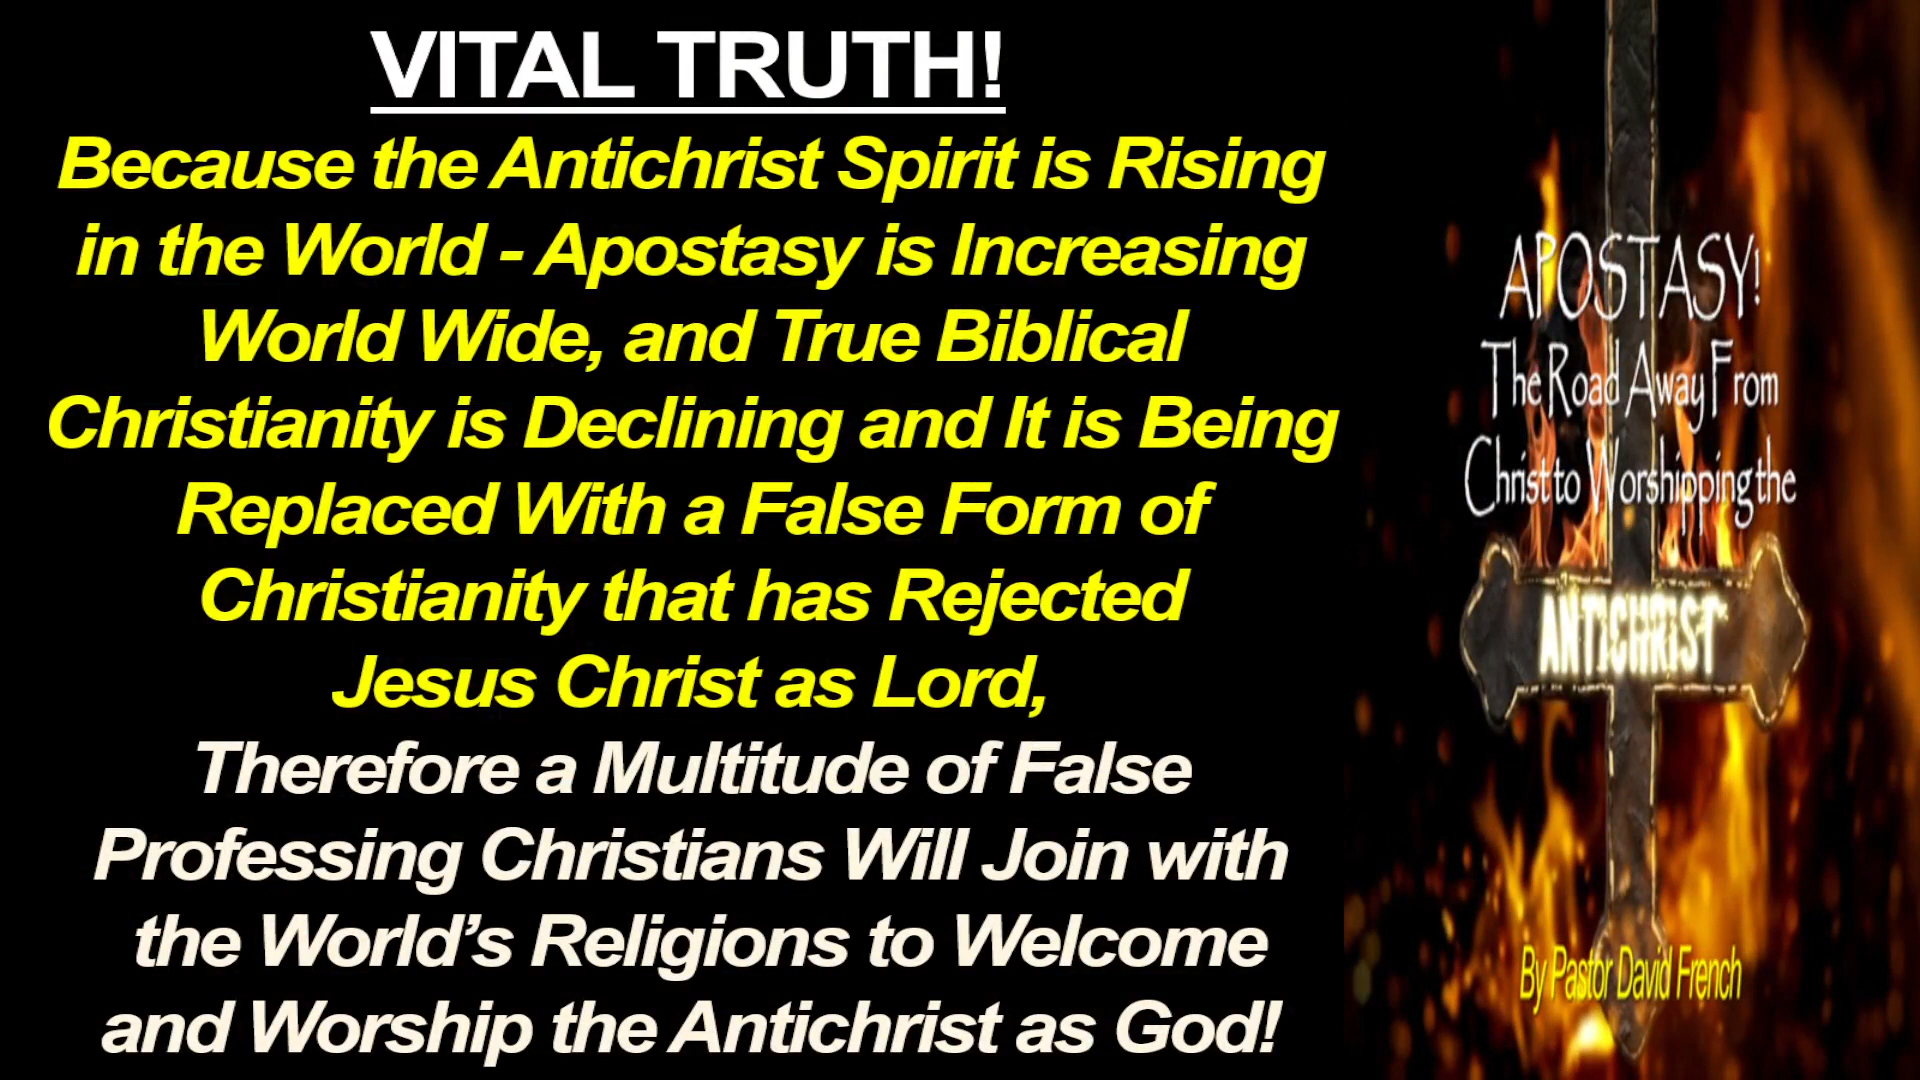 VITAL TRUTH!
Because the Antichrist Spirit is Rising
in the World - Apostasy is Increasing
World Wide, and True Biblical
Christianity is Declining and It is Being
Replaced With a False Form of
Christianity that has Rejected
Jesus Christ as Lord,
Therefore a Multitude of False
Professing Christians Will Join with
the World’s Religions to Welcome
and Worship the Antichrist as God!
APOSTASY!
The Road Away From
Christ to Worshipping the
ANTICHRIST
By Pastor David French